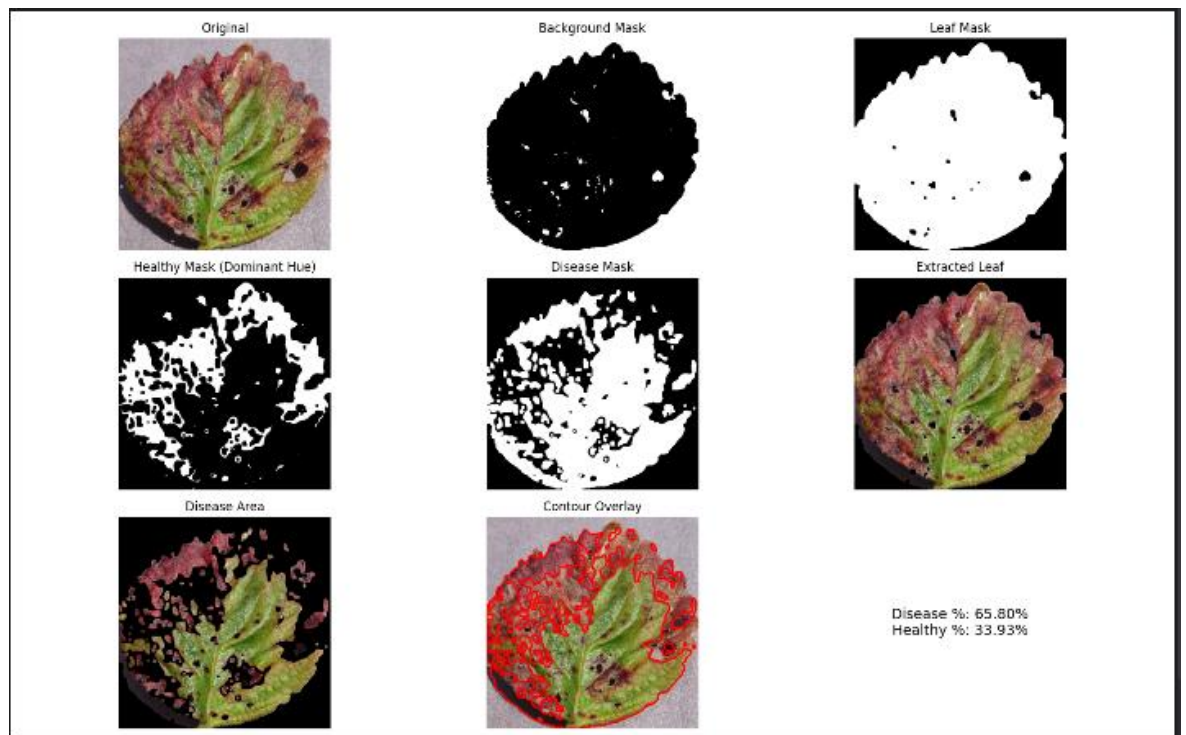 Original
Background Mask
Leaf Mask
Healthy Mask (Dominant Hue)
Disease Mask
Extracted Leaf
Disease Area
Contour Overlay
Disease %: 65.80%
Healthy %: 33.93%